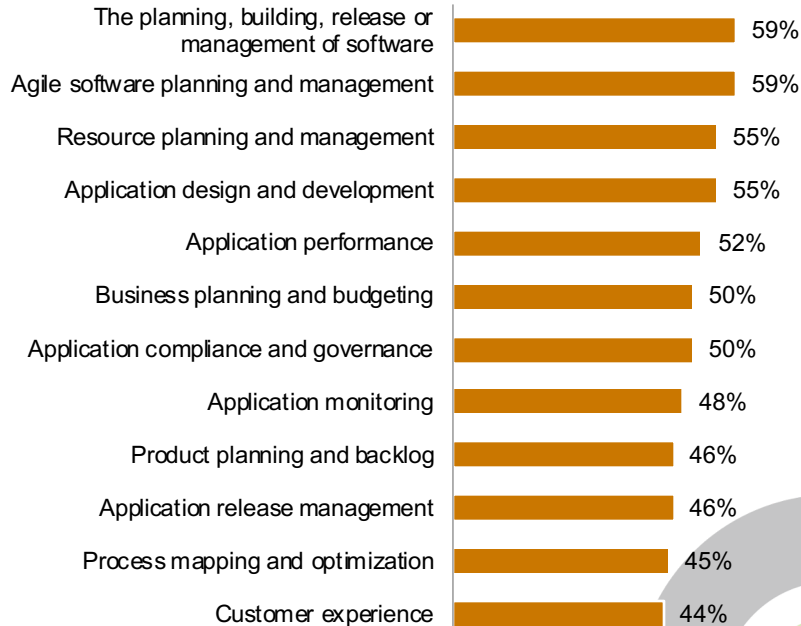 The planning, building, release or
management of software
59%
Agile software planning and management
59%
Resource planning and management
55%
Application design and development
55%
Application performance
52%
Business planning and budgeting
50%
Application compliance and governance
50%
Application monitoring
48%
Product planning and backlog
46%
Application release management
46%
Process mapping and optimization
45%
Customer experience
44%